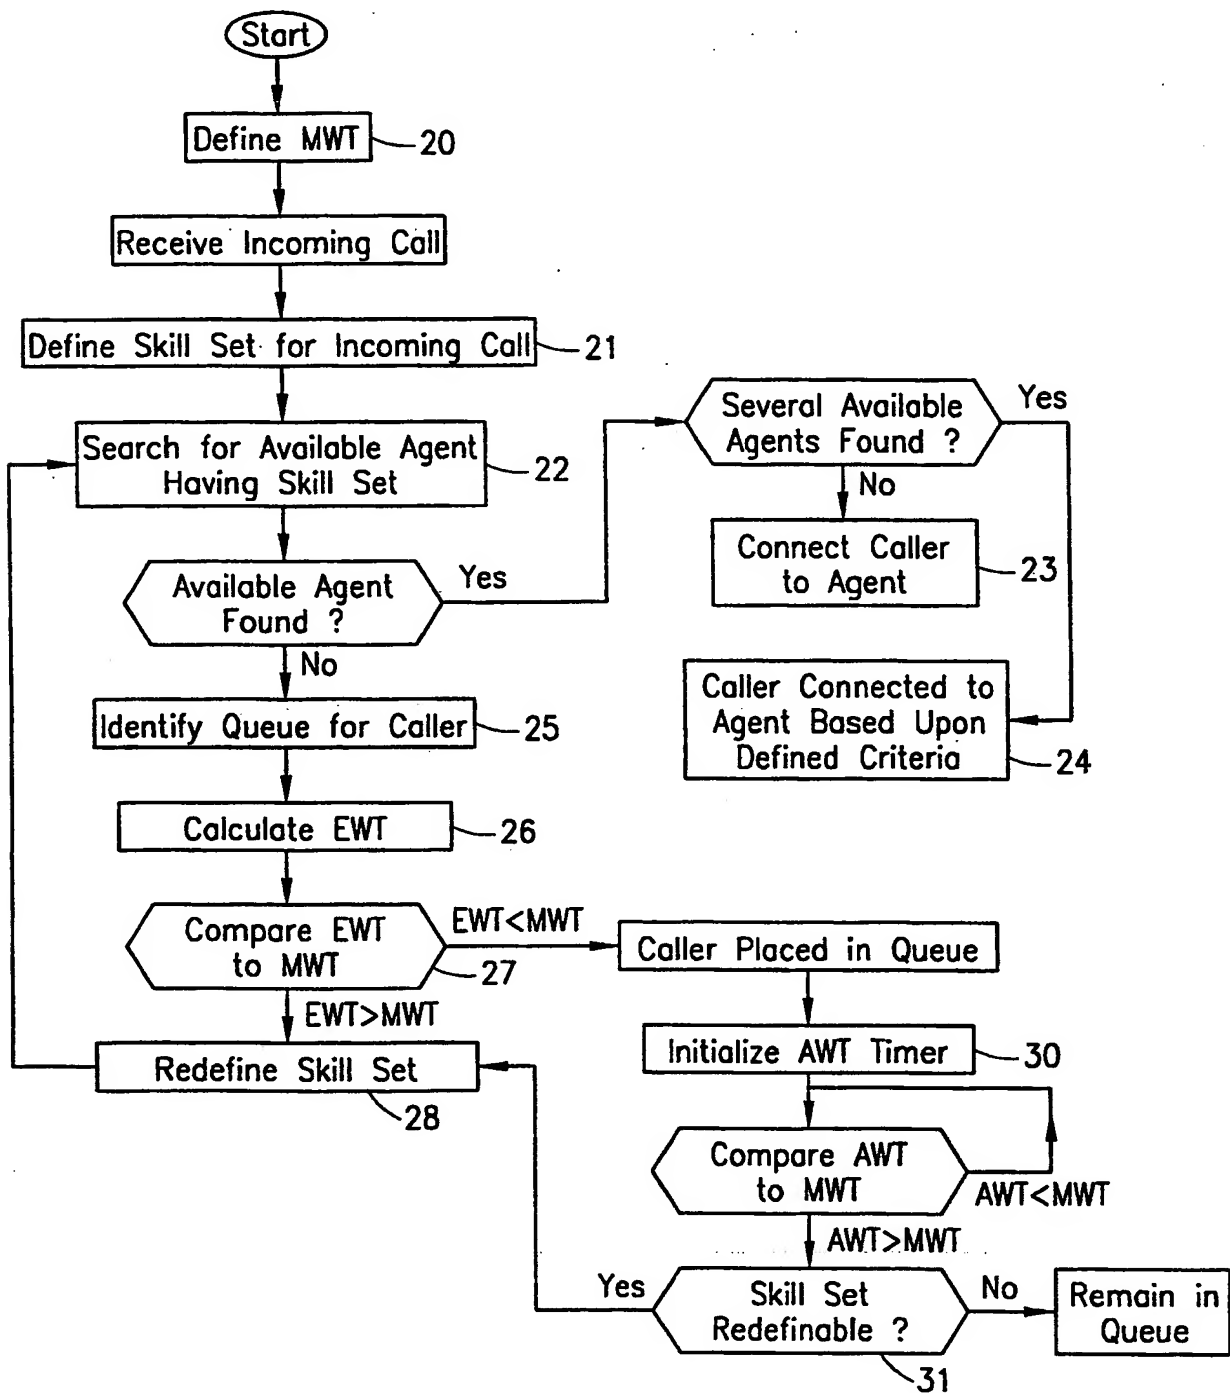 Start
Define MWT
20
Receive Incoming Call
Define Skill Set for Incoming Call
21
Search for Available Agent
Having Skill Set
22
Available Agent
Found ?
Yes
No
Several Available
Agents Found ?
Yes
No
Connect Caller
to Agent
23
Caller Connected to
Agent Based Upon
Defined Criteria
24
Identify Queue for Caller
25
Calculate EWT
26
Compare EWT
to MWT
27
EWT<MWT
EWT>MWT
Redefine Skill Set
28
Caller Placed in Queue
Initialize AWT Timer
30
Compare AWT
to MWT
AWT<MWT
AWT>MWT
Skill Set
Redefinable ?
31
Yes
No
Remain in
Queue